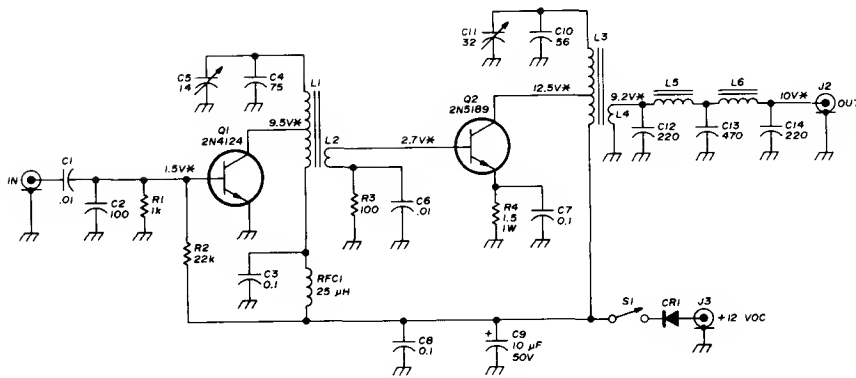 C11
32
C10
56
L3
C5
14
C4
75
L1
Q1
2N4124
9.5V*
L2
Q2
2N5189
12.5V*
9.2V*
L4
L5
L6
10V*
J2
OUT
C12
220
C13
470
C14
220
2.7V*
IN
C1
.01
C2
100
R1
1k
1.5V*
R2
22k
R3
100
C6
.01
R4
1.5
1W
C7
0.1
C3
0.1
RFC1
25 μH
C8
0.1
+
C9
10 μF
50V
S1
CR1
J3
+12 VDC